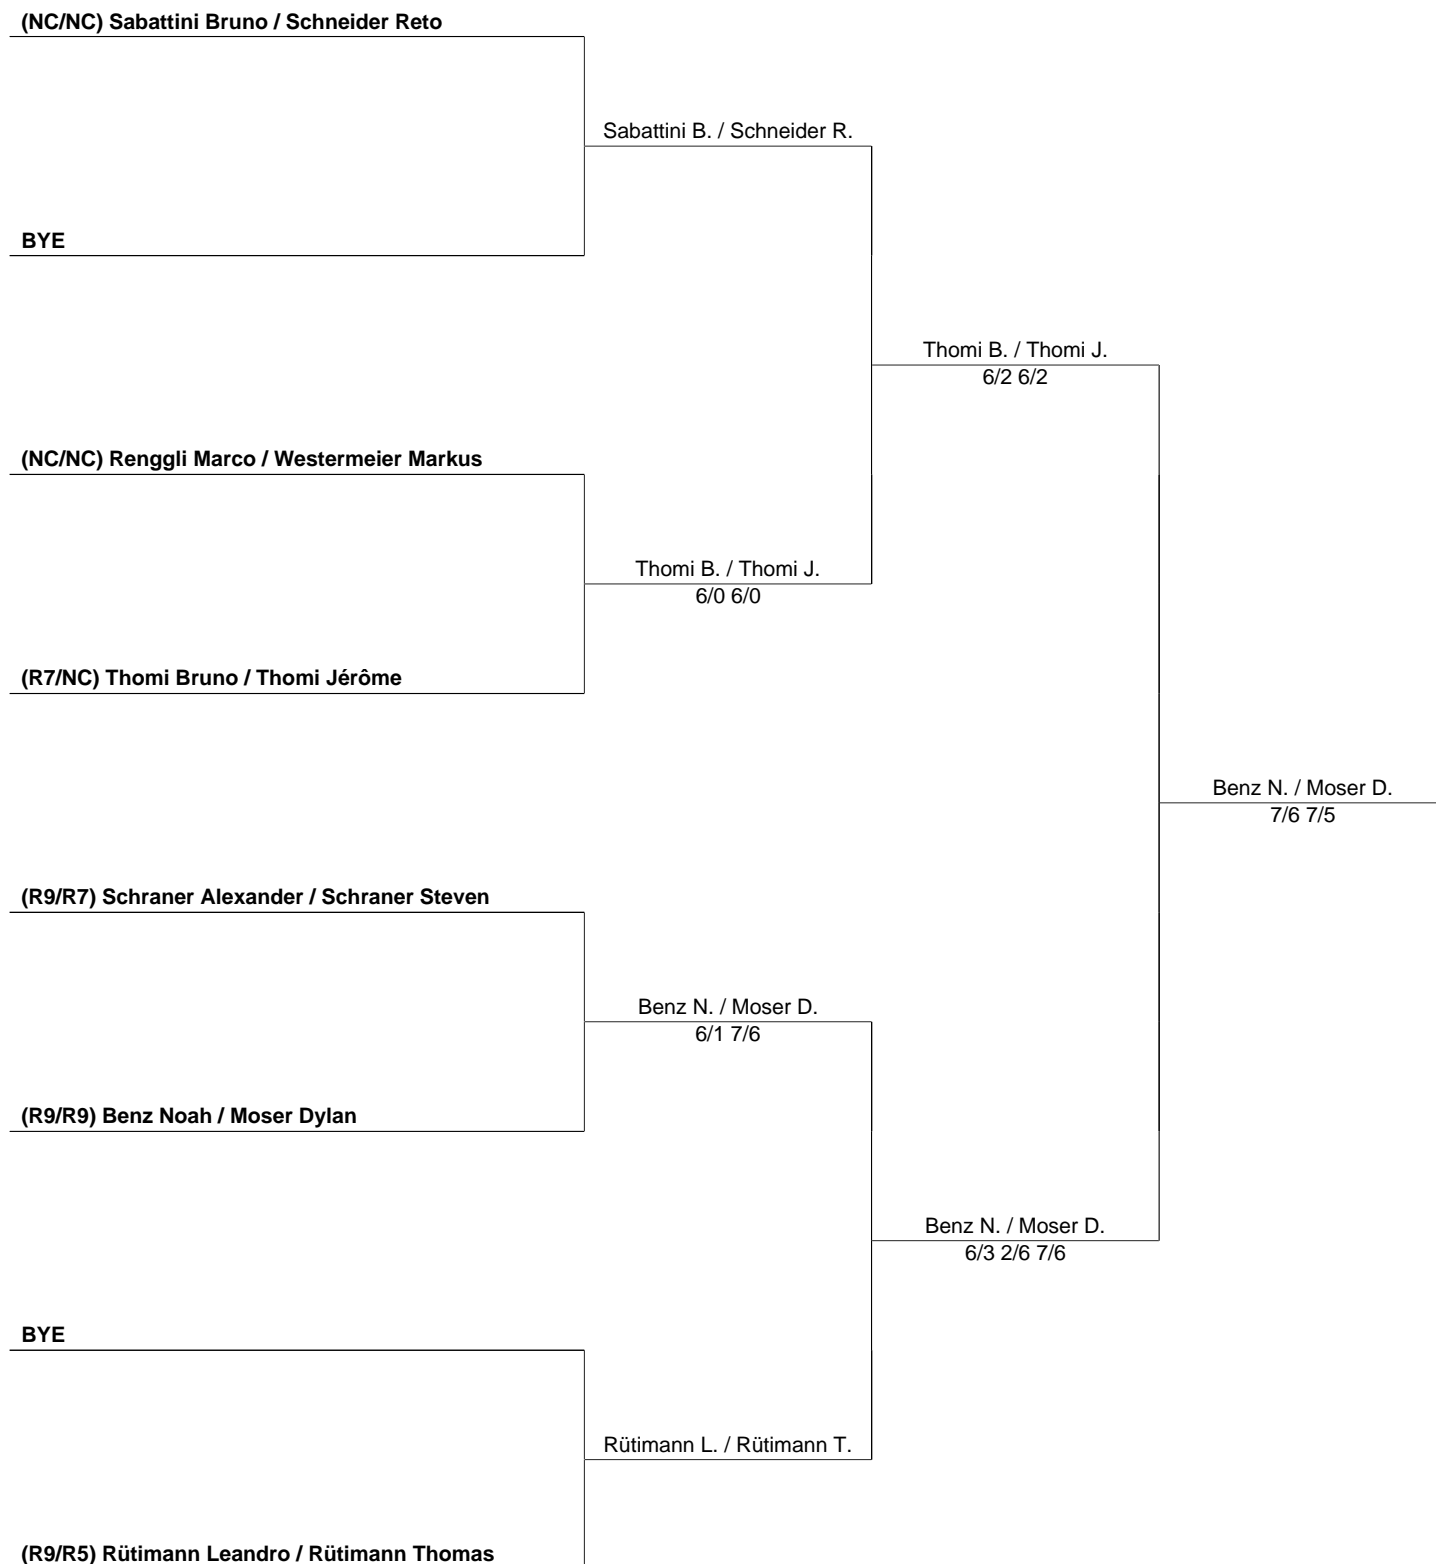 (NC/NC) Sabattini Bruno / Schneider Reto
Sabattini B. / Schneider R.
BYE
Thomi B. / Thomi J.
6/2 6/2
(NC/NC) Renggli Marco / Westermeier Markus
Thomi B. / Thomi J.
6/0 6/0
(R7/NC) Thomi Bruno / Thomi Jérôme
Benz N. / Moser D.
7/6 7/5
(R9/R7) Schraner Alexander / Schraner Steven
Benz N. / Moser D.
6/1 7/6
(R9/R9) Benz Noah / Moser Dylan
Benz N. / Moser D.
6/3 2/6 7/6
BYE
Rütimann L. / Rütimann T.
(R9/R5) Rütimann Leandro / Rütimann Thomas